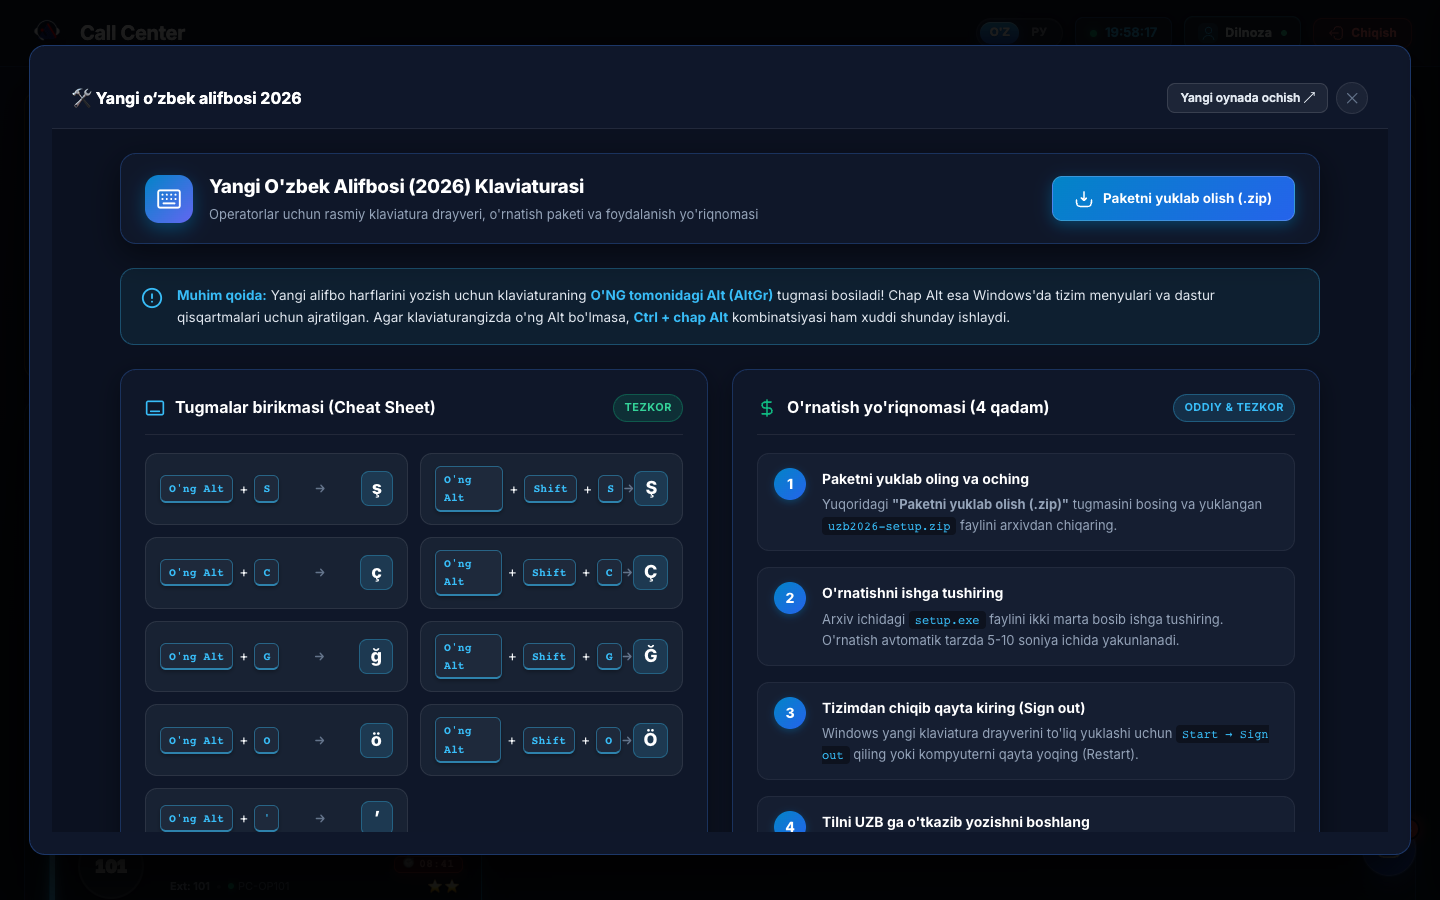 Call Center
O'Z
РУ
19:58:17
Dilnoza
Chiqish
Yangi o‘zbek alifbosi 2026
Yangi oynada ochish ↗
Yangi O'zbek Alifbosi (2026) Klaviaturasi
Operatorlar uchun rasmiy klaviatura drayveri, o'rnatish paketi va foydalanish yo'riqnomasi
Paketni yuklab olish (.zip)
Muhim qoida: Yangi alifbo harflarini yozish uchun klaviaturaning O'NG tomonidagi Alt (AltGr) tugmasi bosiladi! Chap Alt esa Windows'da tizim menyulari va dastur
qisqartmalari uchun ajratilgan. Agar klaviaturangizda o'ng Alt bo'lmasa, Ctrl + chap Alt kombinatsiyasi ham xuddi shunday ishlaydi.
Tugmalar birikmasi (Cheat Sheet)
TEZKOR
O'ng Alt + S → ş
O'ng Alt + Shift + S → Ş
O'ng Alt + C → ç
O'ng Alt + Shift + C → Ç
O'ng Alt + G → ğ
O'ng Alt + Shift + G → Ğ
O'ng Alt + O → ö
O'ng Alt + Shift + O → Ö
O'ng Alt + ' → ʼ
O'rnatish yo'riqnomasi (4 qadam)
ODDIY & TEZKOR
1
Paketni yuklab oling va oching
Yuqoridagi "Paketni yuklab olish (.zip)" tugmasini bosing va yuklangan
uzb2026-setup.zip faylini arxivdan chiqaring.
2
O'rnatishni ishga tushiring
Arxiv ichidagi setup.exe faylini ikki marta bosib ishga tushiring.
O'rnatish avtomatik tarzda 5-10 soniya ichida yakunlanadi.
3
Tizimdan chiqib qayta kiring (Sign out)
Windows yangi klaviatura drayverini to'liq yuklashi uchun Start → Sign
out qiling yoki kompyuterni qayta yoqing (Restart).
4
Tilni UZB ga o'tkazib yozishni boshlang
101
Ext: 101